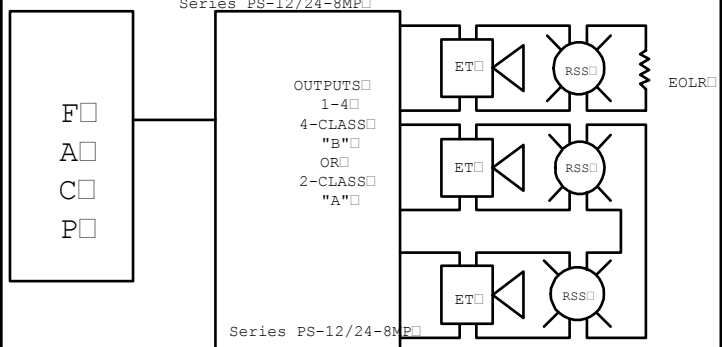 Series PS-12/24-8MP
F
A
C
P
OUTPUTS
1-4
4-CLASS
"B"
OR
2-CLASS
"A"
ET
RSS
EOLR
ET
RSS
ET
RSS
Series PS-12/24-8MP